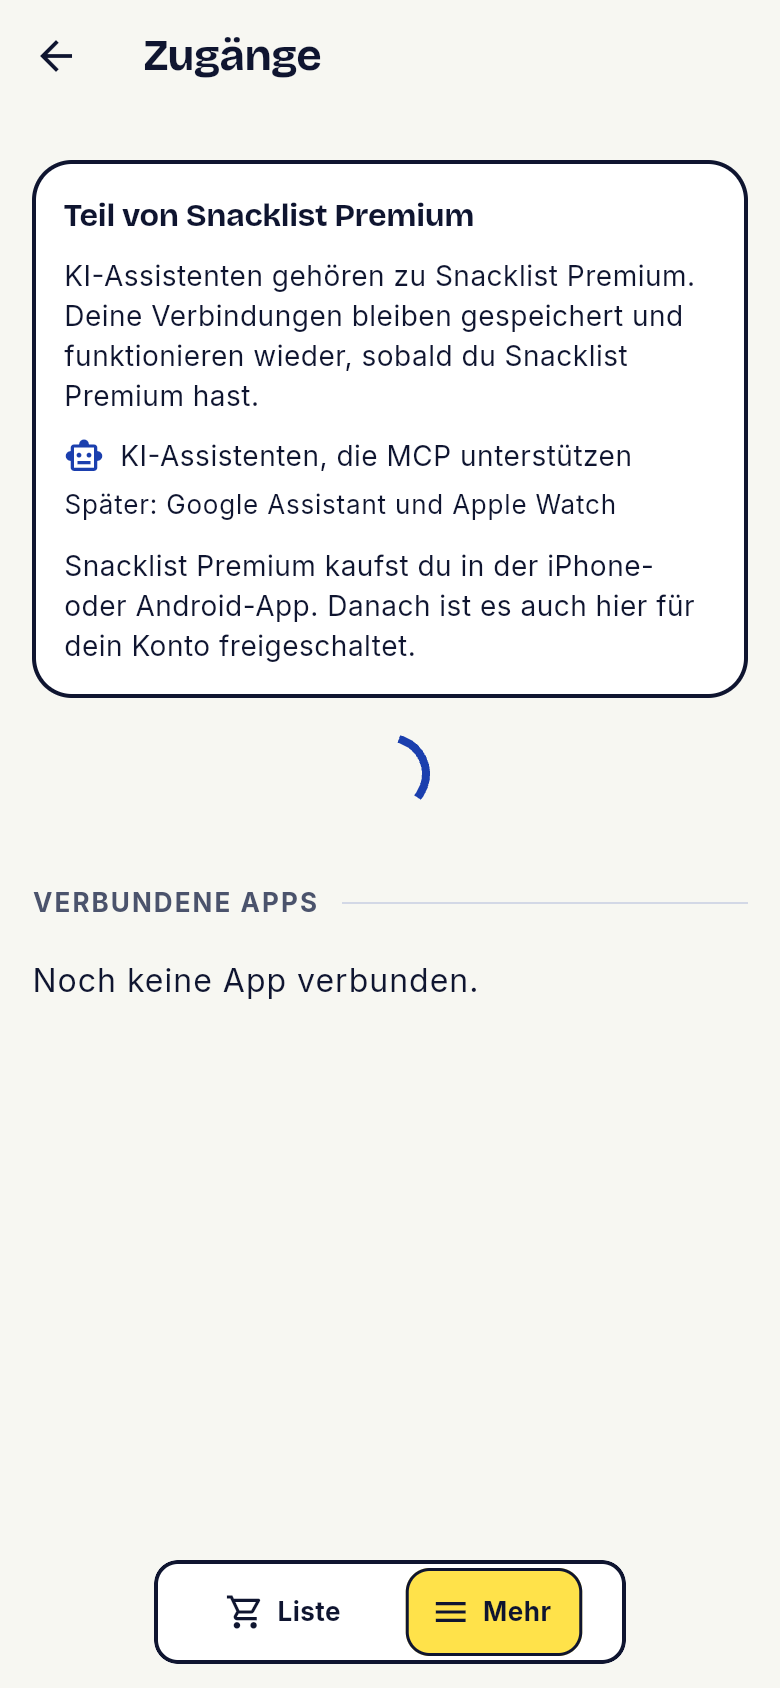 Zugänge
Teil von Snacklist Premium
KI-Assistenten gehören zu Snacklist Premium.
Deine Verbindungen bleiben gespeichert und
funktionieren wieder, sobald du Snacklist
Premium hast.
KI-Assistenten, die MCP unterstützen
Später: Google Assistant und Apple Watch
Snacklist Premium kaufst du in der iPhone-
oder Android-App. Danach ist es auch hier für
dein Konto freigeschaltet.
VERBUNDENE APPS
Noch keine App verbunden.
Liste
Mehr